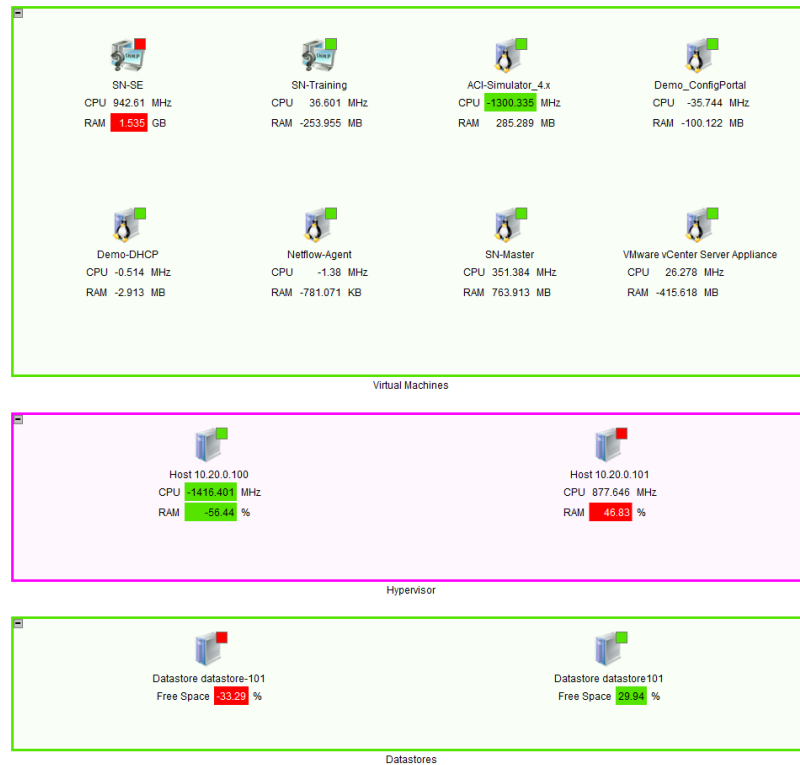 SN-SE SN-Training ACI-Simulator_4.x Demo_ConfigPortal
CPU 942.61 MHz CPU 36.601 MHz CPU -1300.335 MHz CPU -35.744 MHz
RAM 1.535 GB RAM -253.955 MB RAM 285.289 MB RAM -100.122 MB
Demo-DHCP Netflow-Agent SN-Master VMware vCenter Server Appliance
CPU -0.514 MHz CPU -1.38 MHz CPU 351.384 MHz CPU 26.278 MHz
RAM -2.913 MB RAM -781.071 KB RAM 763.913 MB RAM -415.618 MB
Virtual Machines
Host 10.20.0.100 Host 10.20.0.101
CPU -1416.401 MHz CPU 877.646 MHz
RAM -56.44 % RAM 46.83 %
Hypervisor
Datastore datastore-101 Datastore datastore101
Free Space -33.29 % Free Space 29.94 %
Datastores